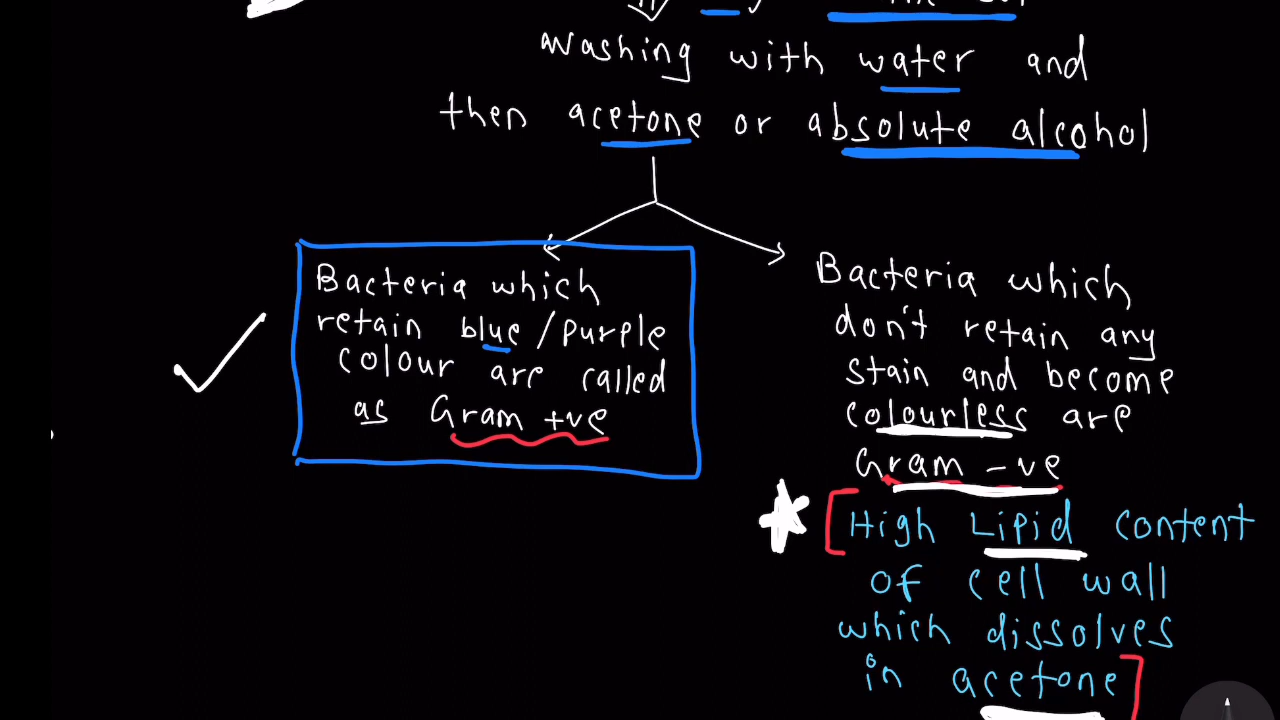 washing with water and
then acetone or absolute alcohol
Bacteria which
retain blue/purple
colour are called
as Gram +ve
Bacteria which
don't retain any
stain and become
colourless are
Gram -ve
[High Lipid content
of cell wall
which dissolves
in acetone]